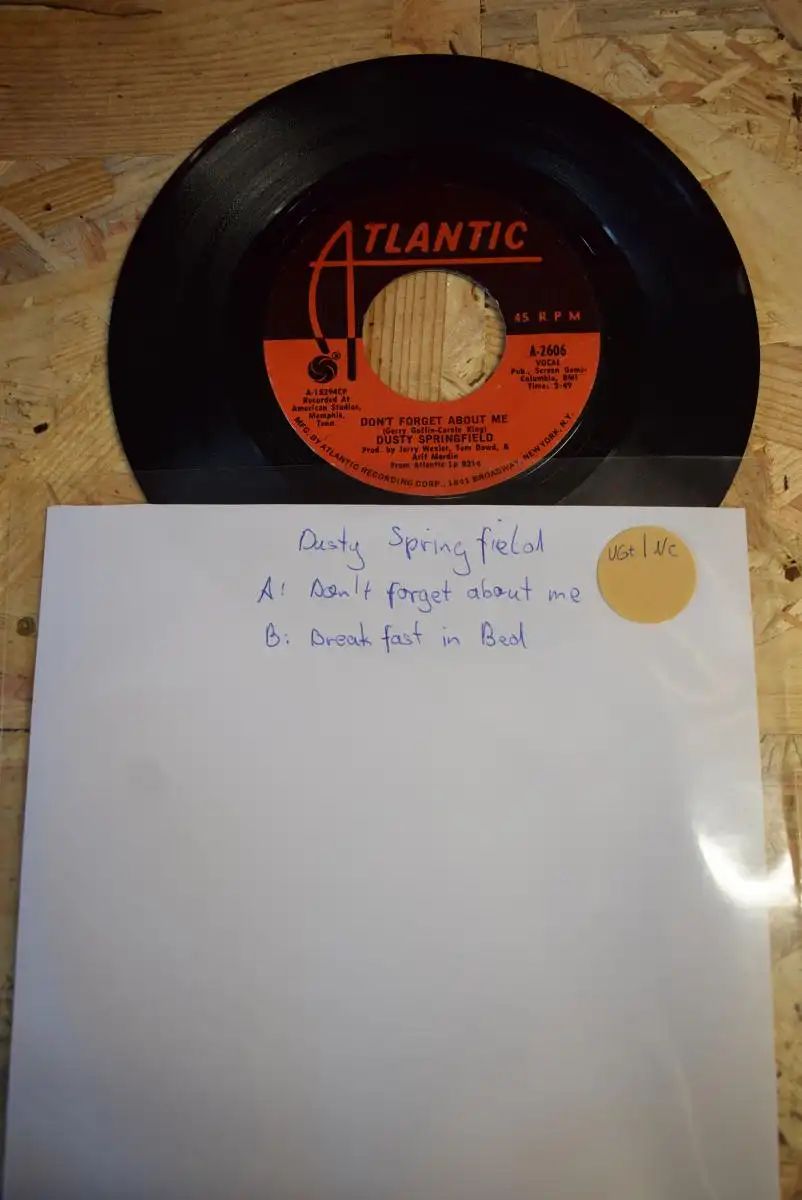 ATLANTIC
45 R P M
®
A-2606
VOCAL
Pub., Screen Gems-
Columbia, BMI
Time: 2:49
A-15294CP
Recorded At
American Studios,
Memphis,
Tenn.
DON'T FORGET ABOUT ME
(Gerry Goffin-Carole King)
DUSTY SPRINGFIELD
Prod. by Jerry Wexler, Tom Dowd, &
Arif Mardin
From Atlantic Lp 8214
MFG. BY ATLANTIC RECORDING CORP., 1841 BROADWAY, NEW YORK, N.Y.
Dusty Springfield
VG+ / NC
A: Don't forget about me
B: Breakfast in Bed